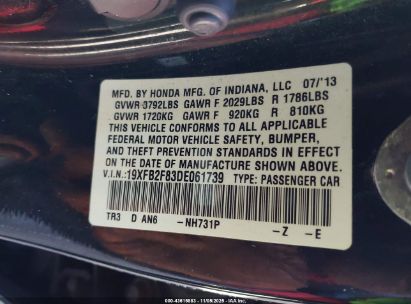 MFD. BY HONDA MFG. OF INDIANA, LLC 07/'13
GVWR 3792LBS GAWR F 2029LBS R 1786LBS
GVWR 1720KG GAWR F 920KG R 810KG
THIS VEHICLE CONFORMS TO ALL APPLICABLE
FEDERAL MOTOR VEHICLE SAFETY, BUMPER,
AND THEFT PREVENTION STANDARDS IN EFFECT
ON THE DATE OF MANUFACTURE SHOWN ABOVE.
V.I.N.: 19XFB2F83DE061739 TYPE: PASSENGER CAR
TR3 D AN6 -NH731P -Z -E